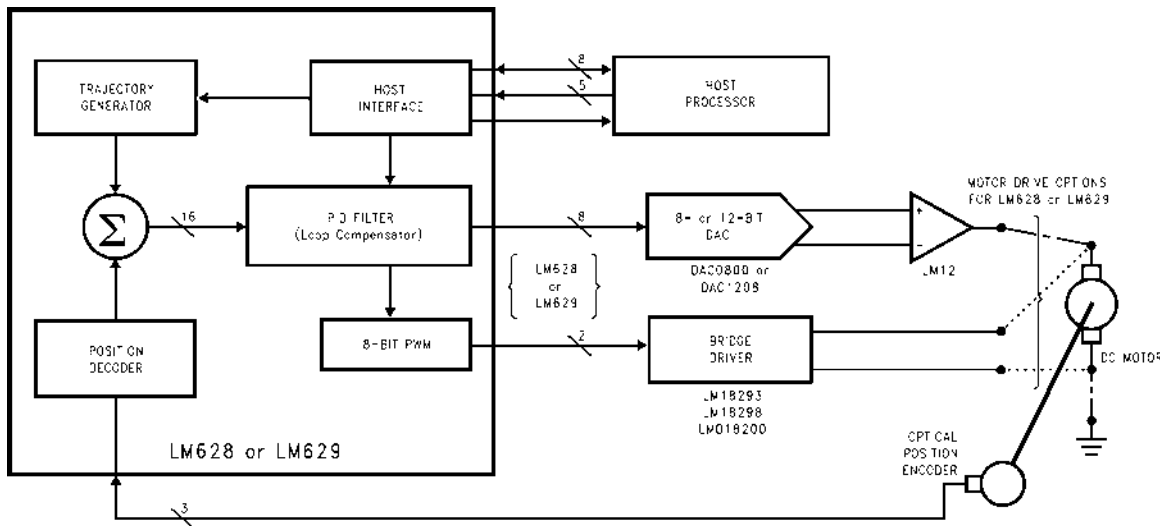 TRAJECTORY
GENERATOR
HOST
INTERFACE
8
5
HOST
PROCESSOR
Σ
16
PID FILTER
(Loop Compensator)
8
8- or 12-BIT
DAC
DAC0800 or
DAC1208
+
−
LM12
MOTOR DRIVE OPTIONS
FOR LM628 or LM629
LM628
or
LM629
POSITION
DECODER
8-BIT PWM
2
BRIDGE
DRIVER
LM18293
LM18298
LMD18200
DC MOTOR
LM628 or LM629
OPTICAL
POSITION
ENCODER
3